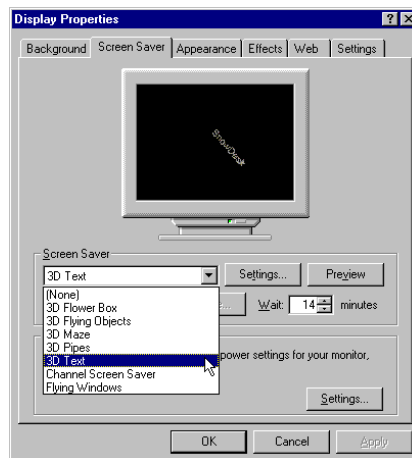 Display Properties
Background Screen Saver Appearance Effects Web Settings
SnowDesk
Screen Saver
3D Text Settings... Preview
(None)
3D Flower Box
... Wait: 14 minutes
3D Flying Objects
3D Maze
3D Pipes
3D Text power settings for your monitor,
Channel Screen Saver
Flying Windows
Settings...
OK Cancel Apply